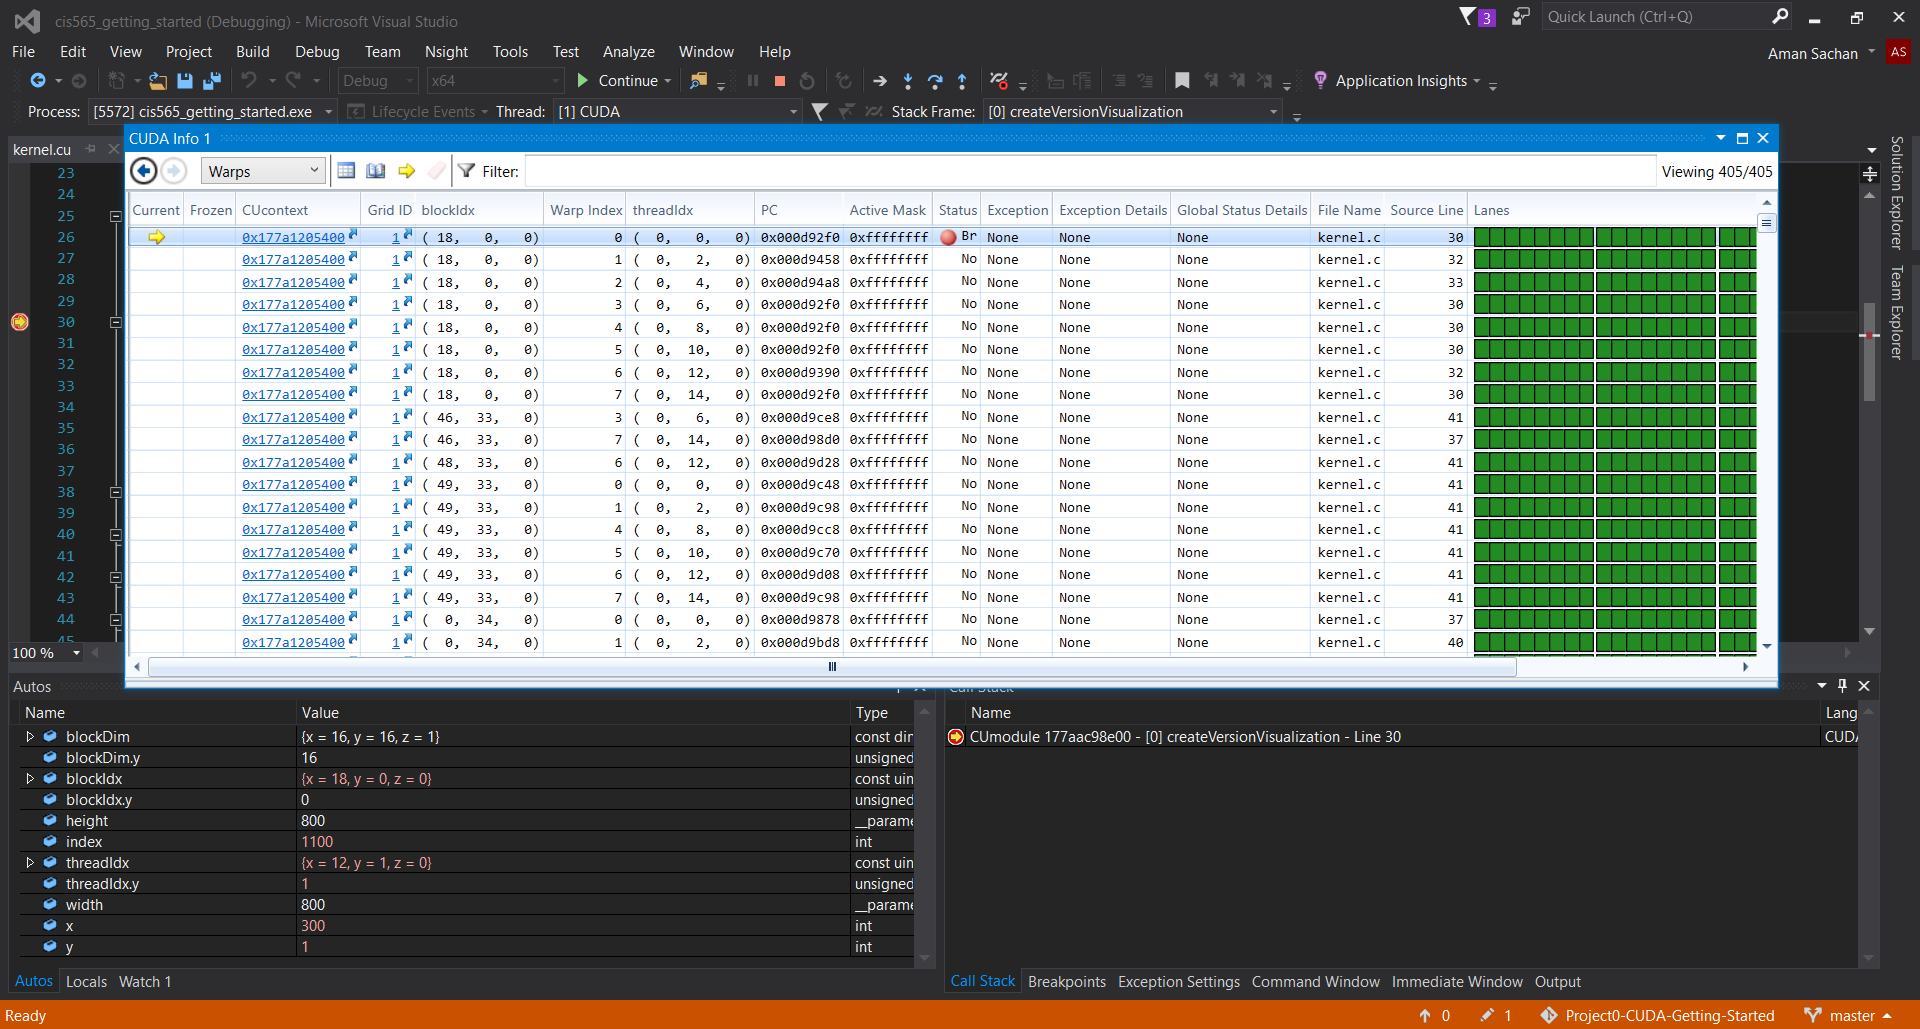 cis565_getting_started (Debugging) - Microsoft Visual Studio
3
Quick Launch (Ctrl+Q)
File Edit View Project Build Debug Team Nsight Tools Test Analyze Window Help
Aman Sachan AS
Debug x64 Continue Application Insights
Process: [5572] cis565_getting_started.exe Lifecycle Events Thread: [1] CUDA Stack Frame: [0] createVersionVisualization
CUDA Info 1
kernel.cu
Warps Filter: Viewing 405/405
Current Frozen CUcontext Grid ID blockIdx Warp Index threadIdx PC Active Mask Status Exception Exception Details Global Status Details File Name Source Line Lanes
0x177a1205400 1 ( 18, 0, 0) 0 ( 0, 0, 0) 0x000d92f0 0xffffffff Br None None None kernel.c 30
0x177a1205400 1 ( 18, 0, 0) 1 ( 0, 2, 0) 0x000d9458 0xffffffff No None None None kernel.c 32
0x177a1205400 1 ( 18, 0, 0) 2 ( 0, 4, 0) 0x000d94a8 0xffffffff No None None None kernel.c 33
0x177a1205400 1 ( 18, 0, 0) 3 ( 0, 6, 0) 0x000d92f0 0xffffffff No None None None kernel.c 30
0x177a1205400 1 ( 18, 0, 0) 4 ( 0, 8, 0) 0x000d92f0 0xffffffff No None None None kernel.c 30
0x177a1205400 1 ( 18, 0, 0) 5 ( 0, 10, 0) 0x000d92f0 0xffffffff No None None None kernel.c 30
0x177a1205400 1 ( 18, 0, 0) 6 ( 0, 12, 0) 0x000d9390 0xffffffff No None None None kernel.c 32
0x177a1205400 1 ( 18, 0, 0) 7 ( 0, 14, 0) 0x000d92f0 0xffffffff No None None None kernel.c 30
0x177a1205400 1 ( 46, 33, 0) 3 ( 0, 6, 0) 0x000d9ce8 0xffffffff No None None None kernel.c 41
0x177a1205400 1 ( 46, 33, 0) 7 ( 0, 14, 0) 0x000d98d0 0xffffffff No None None None kernel.c 37
0x177a1205400 1 ( 48, 33, 0) 6 ( 0, 12, 0) 0x000d9d28 0xffffffff No None None None kernel.c 41
0x177a1205400 1 ( 49, 33, 0) 0 ( 0, 0, 0) 0x000d9c48 0xffffffff No None None None kernel.c 41
0x177a1205400 1 ( 49, 33, 0) 1 ( 0, 2, 0) 0x000d9c98 0xffffffff No None None None kernel.c 41
0x177a1205400 1 ( 49, 33, 0) 4 ( 0, 8, 0) 0x000d9cc8 0xffffffff No None None None kernel.c 41
0x177a1205400 1 ( 49, 33, 0) 5 ( 0, 10, 0) 0x000d9c70 0xffffffff No None None None kernel.c 41
0x177a1205400 1 ( 49, 33, 0) 6 ( 0, 12, 0) 0x000d9d08 0xffffffff No None None None kernel.c 41
0x177a1205400 1 ( 49, 33, 0) 7 ( 0, 14, 0) 0x000d9c98 0xffffffff No None None None kernel.c 41
0x177a1205400 1 ( 0, 34, 0) 0 ( 0, 0, 0) 0x000d9878 0xffffffff No None None None kernel.c 37
0x177a1205400 1 ( 0, 34, 0) 1 ( 0, 2, 0) 0x000d9bd8 0xffffffff No None None None kernel.c 40
23
24
25
26
27
28
29
30
31
32
33
34
35
36
37
38
39
40
41
42
43
44
45
100 %
Solution Explorer
Team Explorer
Autos
Name Value Type
blockDim {x = 16, y = 16, z = 1} const dim
blockDim.y 16 unsigned
blockIdx {x = 18, y = 0, z = 0} const uin
blockIdx.y 0 unsigned
height 800 __parame
index 1100 int
threadIdx {x = 12, y = 1, z = 0} const uin
threadIdx.y 1 unsigned
width 800 __parame
x 300 int
y 1 int
Autos Locals Watch 1
Call Stack
Name Lang
CUmodule 177aac98e00 - [0] createVersionVisualization - Line 30 CUDA
Call Stack Breakpoints Exception Settings Command Window Immediate Window Output
Ready 0 1 Project0-CUDA-Getting-Started master